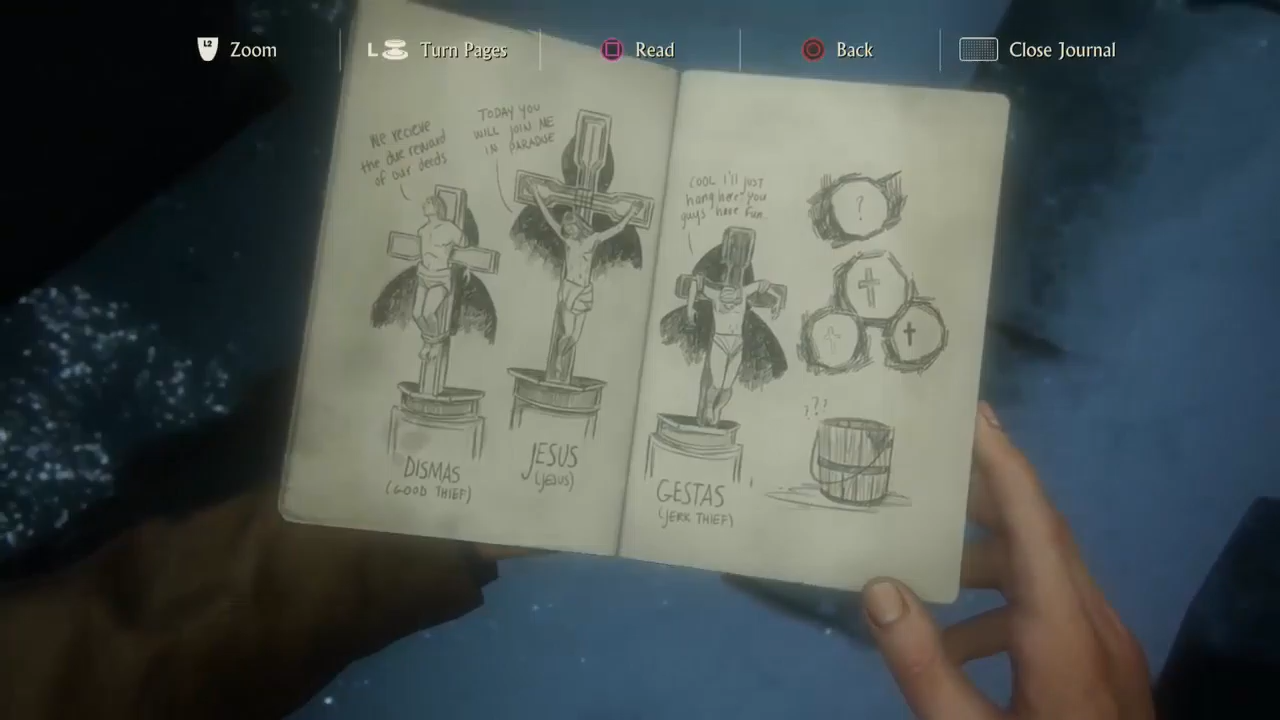 L2 Zoom
L Turn Pages
Read
Back
Close Journal
We recieve
the due reward
of our deeds
TODAY YOU
WILL JOIN ME
IN PARADISE
DISMAS
(GOOD THIEF)
JESUS
(JESUS)
COOL I'll JUST
hang here. you
guys have fun.
GESTAS
(JERK THIEF)
?
???